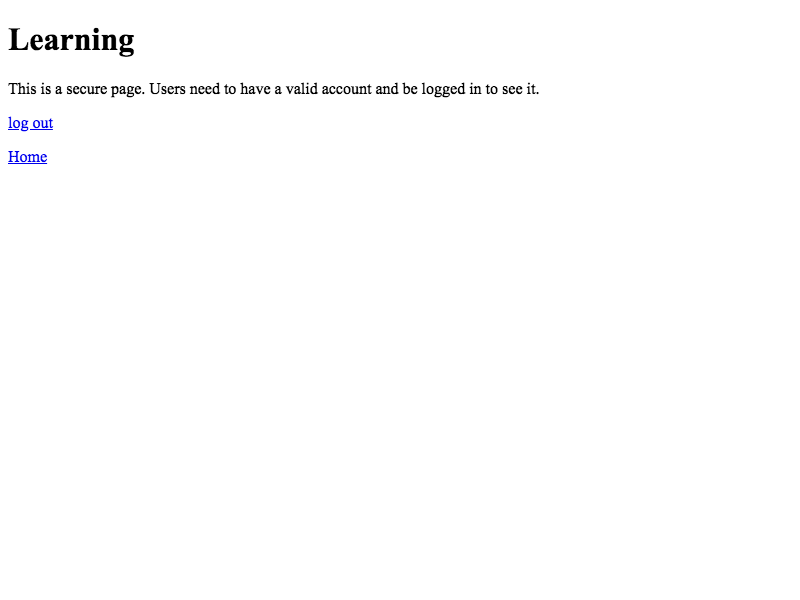 Learning
This is a secure page. Users need to have a valid account and be logged in to see it.
log out
Home